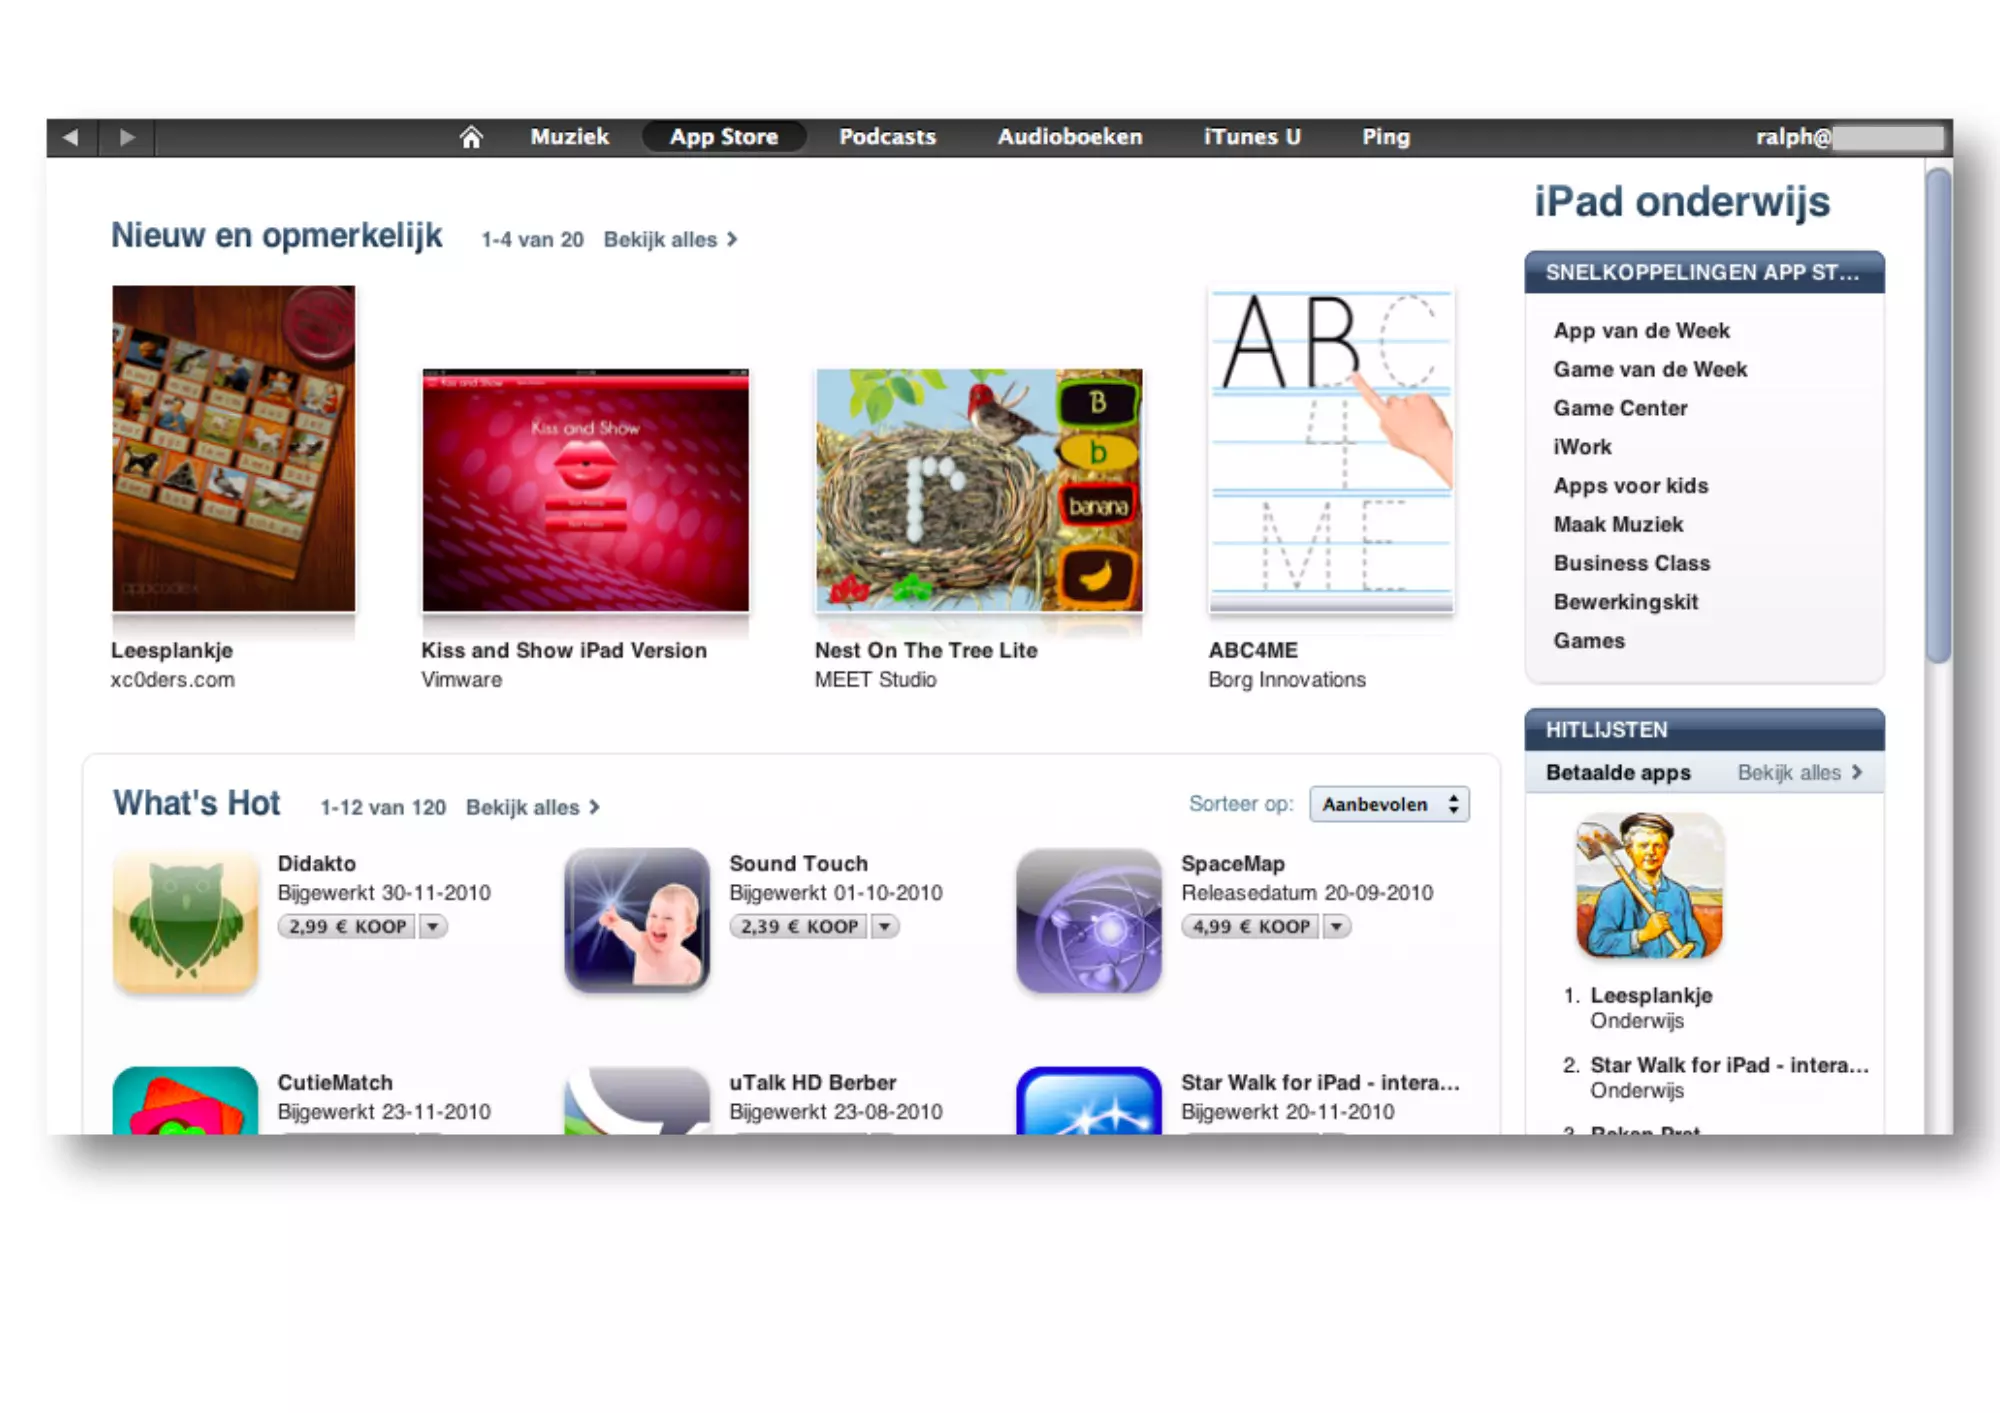 Muziek App Store Podcasts Audioboeken iTunes U Ping ralph@
iPad onderwijs
Nieuw en opmerkelijk 1-4 van 20 Bekijk alles
SNELKOPPELINGEN APP ST...
App van de Week
Game van de Week
Game Center
iWork
Apps voor kids
Maak Muziek
Business Class
Bewerkingskit
Games
appcodex
Kiss and Show
Kiss and Show
B
b
banana
ABC
4
ME
Leesplankje
xc0ders.com
Kiss and Show iPad Version
Vimware
Nest On The Tree Lite
MEET Studio
ABC4ME
Borg Innovations
What's Hot 1-12 van 120 Bekijk alles
Sorteer op: Aanbevolen
Didakto
Bijgewerkt 30-11-2010
2,99 € KOOP
Sound Touch
Bijgewerkt 01-10-2010
2,39 € KOOP
SpaceMap
Releasedatum 20-09-2010
4,99 € KOOP
CutieMatch
Bijgewerkt 23-11-2010
uTalk HD Berber
Bijgewerkt 23-08-2010
Star Walk for iPad - intera...
Bijgewerkt 20-11-2010
HITLIJSTEN
Betaalde apps Bekijk alles
1. Leesplankje
Onderwijs
2. Star Walk for iPad - intera...
Onderwijs